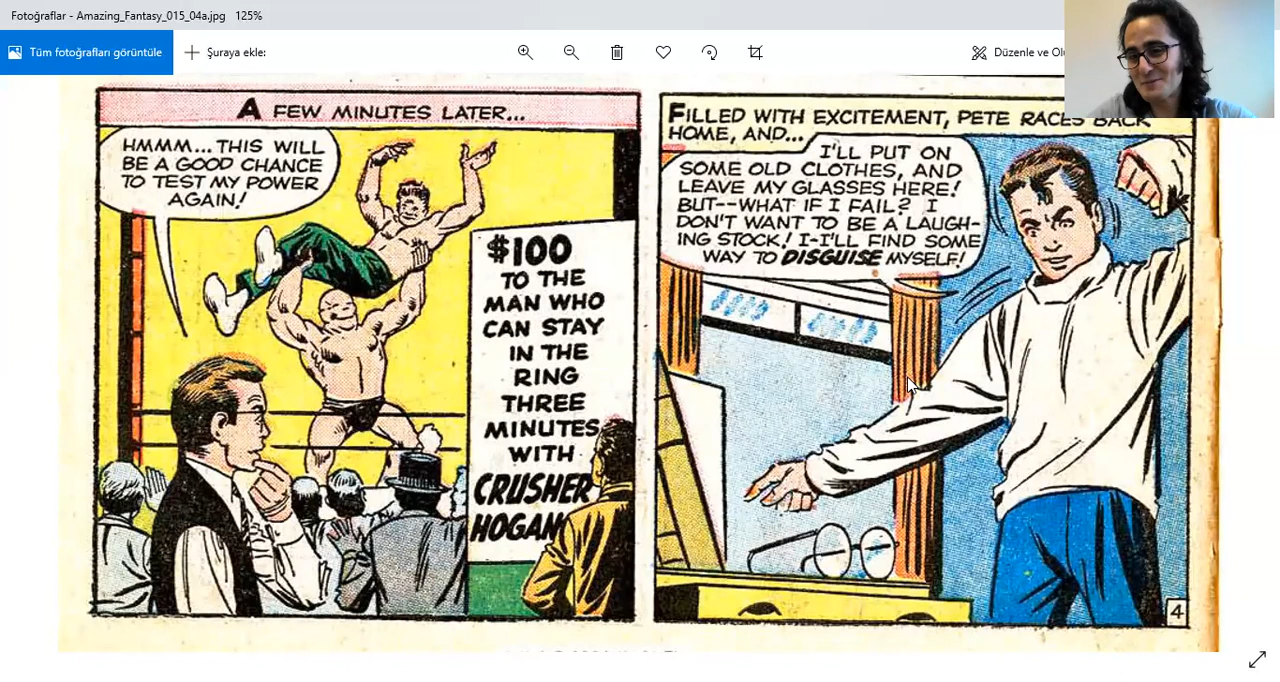 Fotoğraflar - Amazing_Fantasy_015_04a.jpg 125%
Tüm fotoğrafları görüntüle
Şuraya ekle:
Düzenle ve
A FEW MINUTES LATER...
HMMM...THIS WILL
BE A GOOD CHANCE
TO TEST MY POWER
AGAIN!
$100
TO THE
MAN WHO
CAN STAY
IN THE
RING
THREE
MINUTES
WITH
CRUSHER
HOGAN
FILLED WITH EXCITEMENT, PETE RACES BACK
HOME, AND...
I'LL PUT ON
SOME OLD CLOTHES, AND
LEAVE MY GLASSES HERE!
BUT--WHAT IF I FAIL? I
DON'T WANT TO BE A LAUGH-
ING STOCK! I-I'LL FIND SOME
WAY TO DISGUISE MYSELF!
4